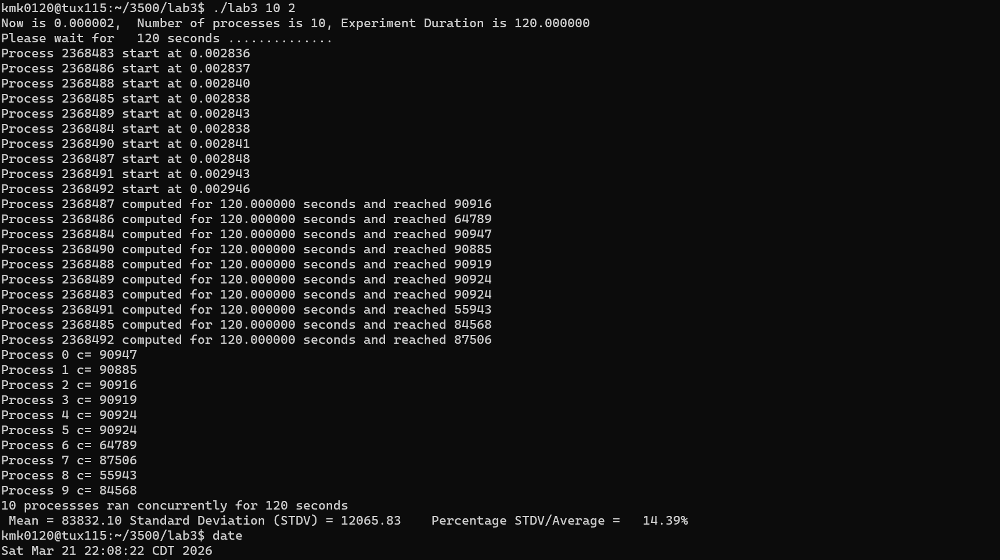 kmk0120@tux115:~/3500/lab3$ ./lab3 10 2
Now is 0.000002,  Number of processes is 10, Experiment Duration is 120.000000
Please wait for   120 seconds ..............
Process 2368483 start at 0.002836
Process 2368486 start at 0.002837
Process 2368488 start at 0.002840
Process 2368485 start at 0.002838
Process 2368489 start at 0.002843
Process 2368484 start at 0.002838
Process 2368490 start at 0.002841
Process 2368487 start at 0.002848
Process 2368491 start at 0.002943
Process 2368492 start at 0.002946
Process 2368487 computed for 120.000000 seconds and reached 90916
Process 2368486 computed for 120.000000 seconds and reached 64789
Process 2368484 computed for 120.000000 seconds and reached 90947
Process 2368490 computed for 120.000000 seconds and reached 90885
Process 2368488 computed for 120.000000 seconds and reached 90919
Process 2368489 computed for 120.000000 seconds and reached 90924
Process 2368483 computed for 120.000000 seconds and reached 90924
Process 2368491 computed for 120.000000 seconds and reached 55943
Process 2368485 computed for 120.000000 seconds and reached 84568
Process 2368492 computed for 120.000000 seconds and reached 87506
Process 0 c= 90947
Process 1 c= 90885
Process 2 c= 90916
Process 3 c= 90919
Process 4 c= 90924
Process 5 c= 90924
Process 6 c= 64789
Process 7 c= 87506
Process 8 c= 55943
Process 9 c= 84568
10 processses ran concurrently for 120 seconds
 Mean = 83832.10 Standard Deviation (STDV) = 12065.83    Percentage STDV/Average =   14.39%
kmk0120@tux115:~/3500/lab3$ date
Sat Mar 21 22:08:22 CDT 2026